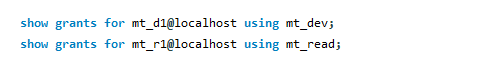 show grants for mt_d1@localhost using mt_dev;
show grants for mt_r1@localhost using mt_read;